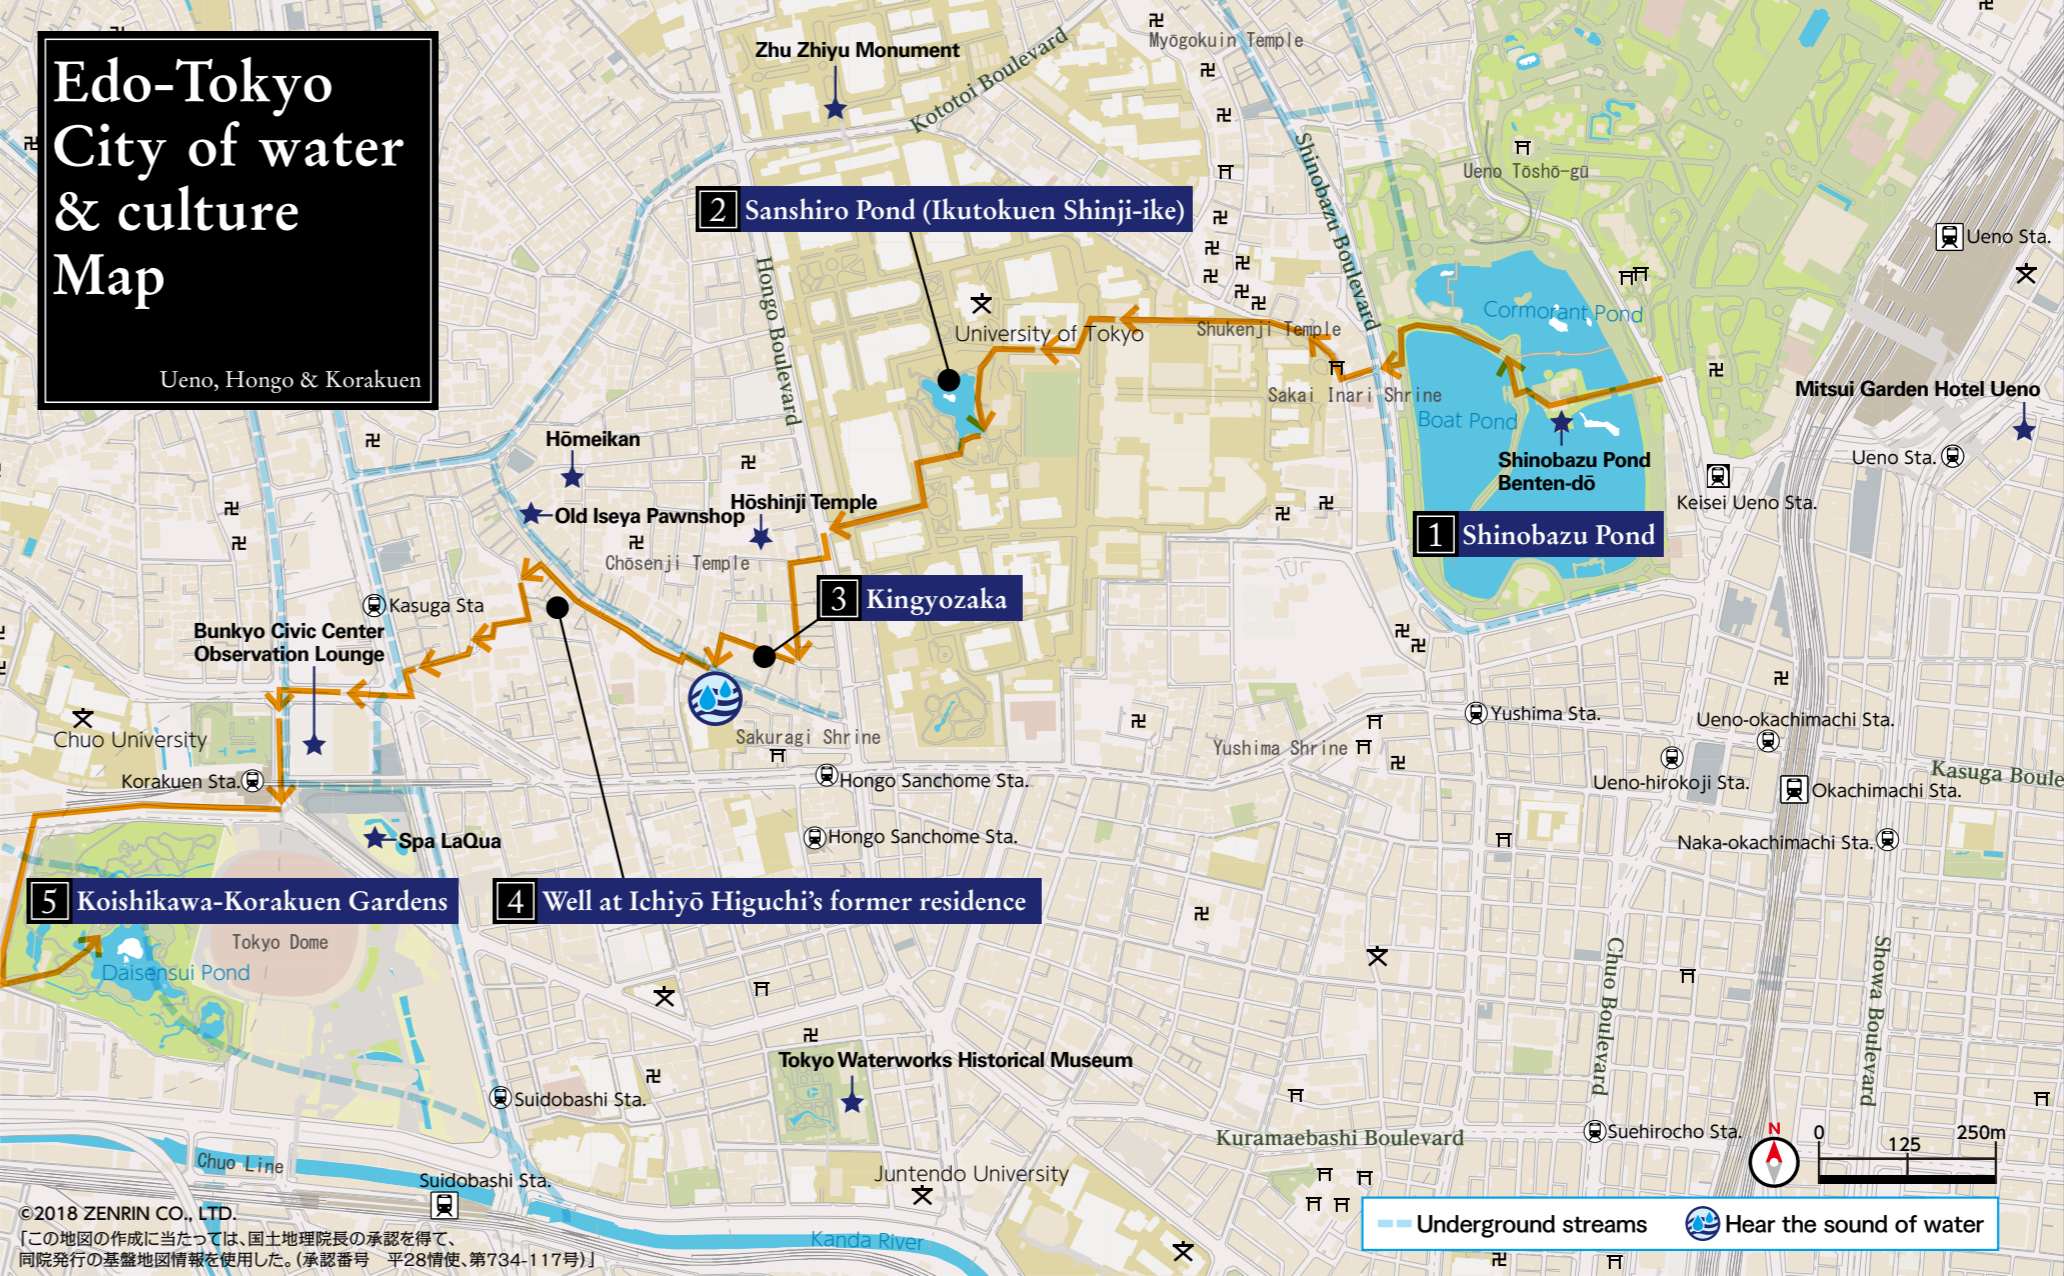 Edo-Tokyo
City of water
& culture
Map
Ueno, Hongo & Korakuen
Zhu Zhiyu Monument
Kototoi Boulevard
Myōgokuin Temple
Shinobazu Boulevard
Ueno Tōshō-gū
Ueno Sta.
2 Sanshiro Pond (Ikutokuen Shinji-ike)
Hongo Boulevard
University of Tokyo
Shukenji Temple
Cormorant Pond
Sakai Inari Shrine
Boat Pond
Mitsui Garden Hotel Ueno
Shinobazu Pond
Benten-dō
Ueno Sta.
Keisei Ueno Sta.
1 Shinobazu Pond
Hōmeikan
Old Iseya Pawnshop
Hōshinji Temple
Chōsenji Temple
3 Kingyozaka
Kasuga Sta
Bunkyo Civic Center
Observation Lounge
Chuo University
Korakuen Sta.
Sakuragi Shrine
Yushima Shrine
Yushima Sta.
Ueno-okachimachi Sta.
Ueno-hirokoji Sta.
Okachimachi Sta.
Kasuga Boule
Hongo Sanchome Sta.
Hongo Sanchome Sta.
Naka-okachimachi Sta.
Spa LaQua
5 Koishikawa-Korakuen Gardens
4 Well at Ichiyō Higuchi's former residence
Tokyo Dome
Daisensui Pond
Chuo Boulevard
Showa Boulevard
Tokyo Waterworks Historical Museum
Suidobashi Sta.
Kuramaebashi Boulevard
Suehirocho Sta.
N
0
125
250m
Chuo Line
Suidobashi Sta.
Juntendo University
Kanda River
Underground streams
Hear the sound of water
©2018 ZENRIN CO., LTD.
「この地図の作成に当たっては、国土地理院長の承認を得て、
同院発行の基盤地図情報を使用した。(承認番号　平28情使、第734-117号)」